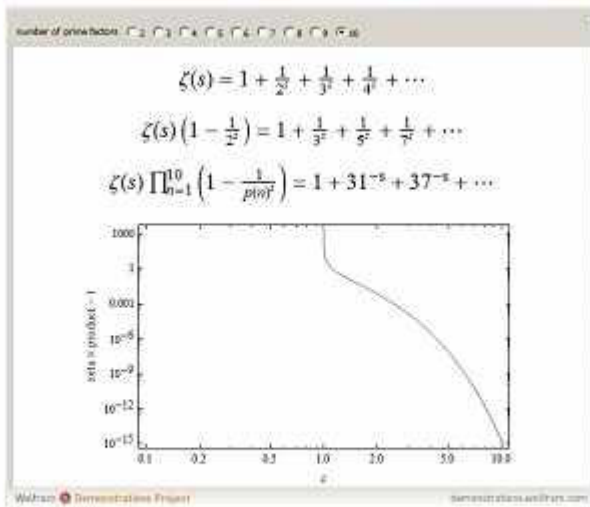 number of prime factors 2 3 4 5 6 7 8 9 10
ζ(s) = 1 + 1/2^s + 1/3^s + 1/4^s + ⋯
ζ(s) (1 − 1/2^s) = 1 + 1/3^s + 1/5^s + 1/7^s + ⋯
ζ(s) ∏_{n=1}^{10} (1 − 1/p(n)^s) = 1 + 31^{-s} + 37^{-s} + ⋯
zeta × product − 1
1000
1
0.001
10^{-6}
10^{-9}
10^{-12}
10^{-15}
0.1 0.2 0.5 1.0 2.0 5.0 10.0
s
Wolfram Demonstrations Project demonstrations.wolfram.com